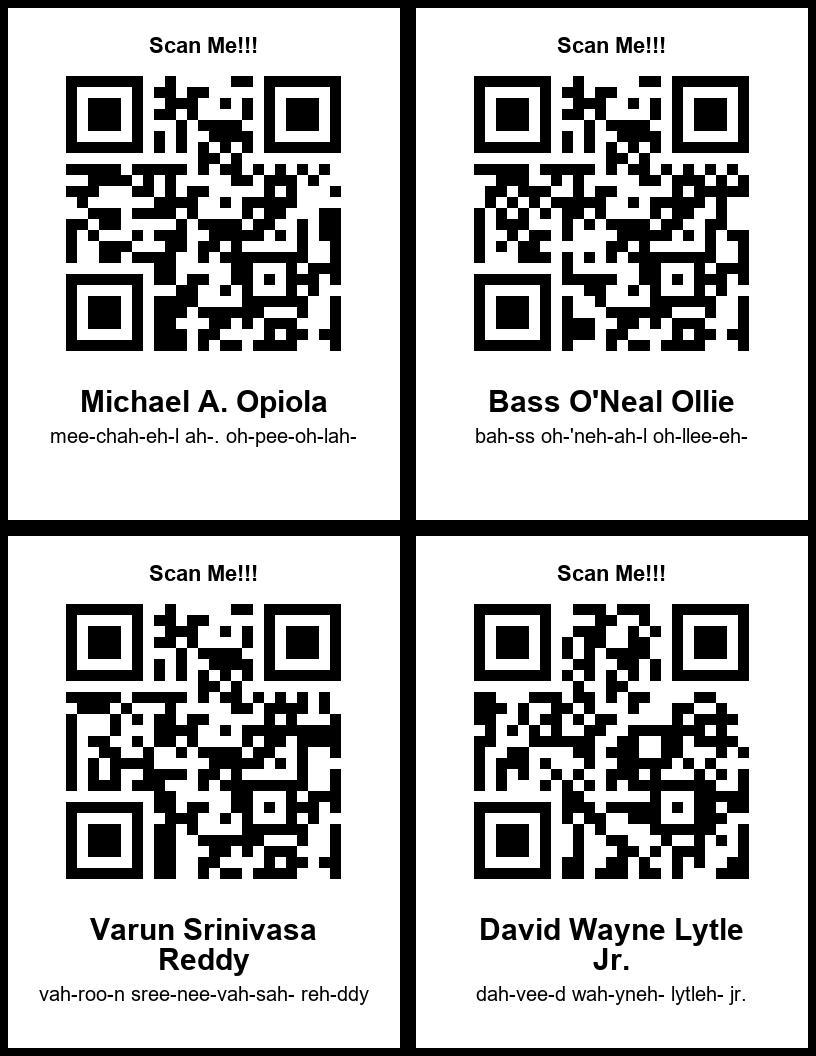 Scan Me!!!
Michael A. Opiola
mee-chah-eh-l ah-. oh-pee-oh-lah-
Scan Me!!!
Bass O'Neal Ollie
bah-ss oh-'neh-ah-l oh-llee-eh-
Scan Me!!!
Varun Srinivasa
Reddy
vah-roo-n sree-nee-vah-sah- reh-ddy
Scan Me!!!
David Wayne Lytle
Jr.
dah-vee-d wah-yneh- lytleh- jr.